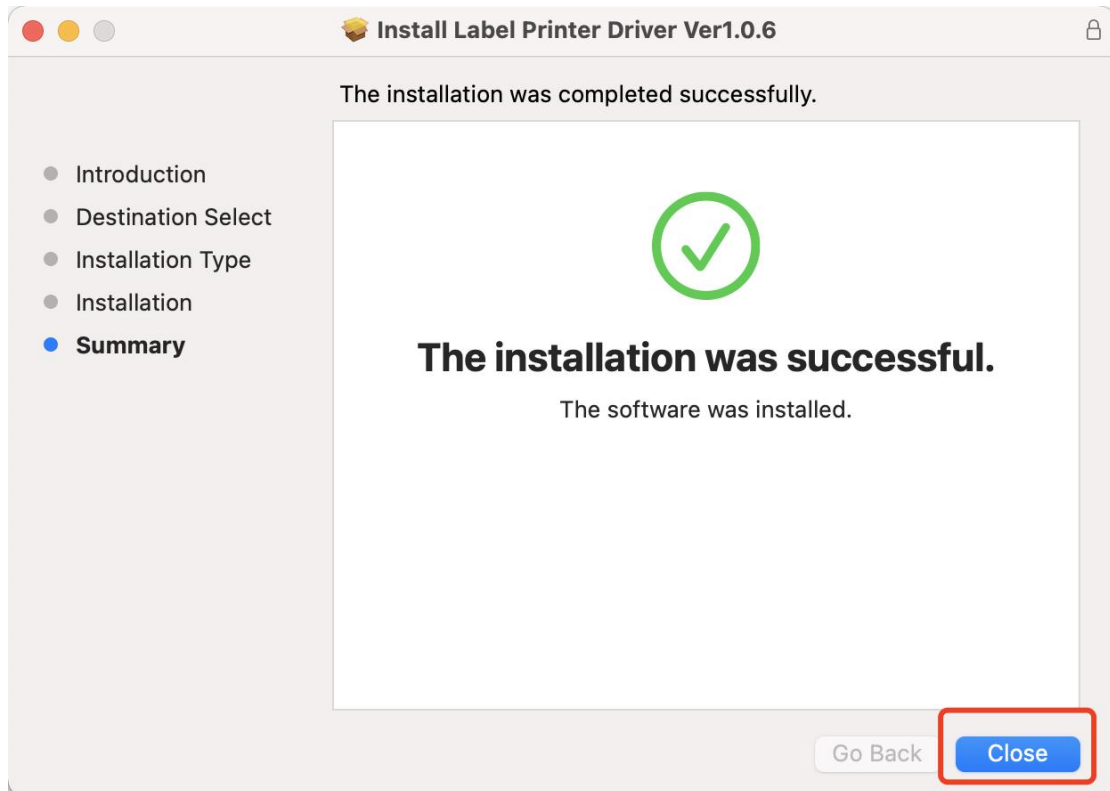 Install Label Printer Driver Ver1.0.6
The installation was completed successfully.
Introduction
Destination Select
Installation Type
Installation
Summary
The installation was successful.
The software was installed.
Go Back
Close